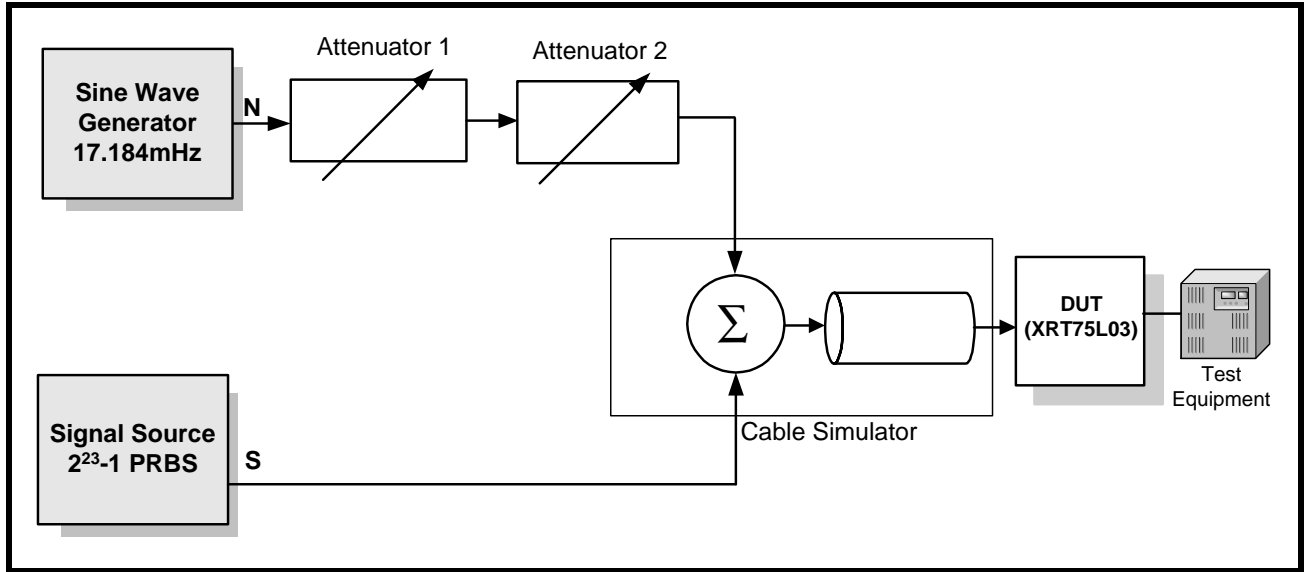 Attenuator 1
Attenuator 2
Sine Wave
Generator
17.184mHz
N
DUT
(XRT75L03)
Σ
Test
Equipment
Cable Simulator
Signal Source
2²³-1 PRBS
S